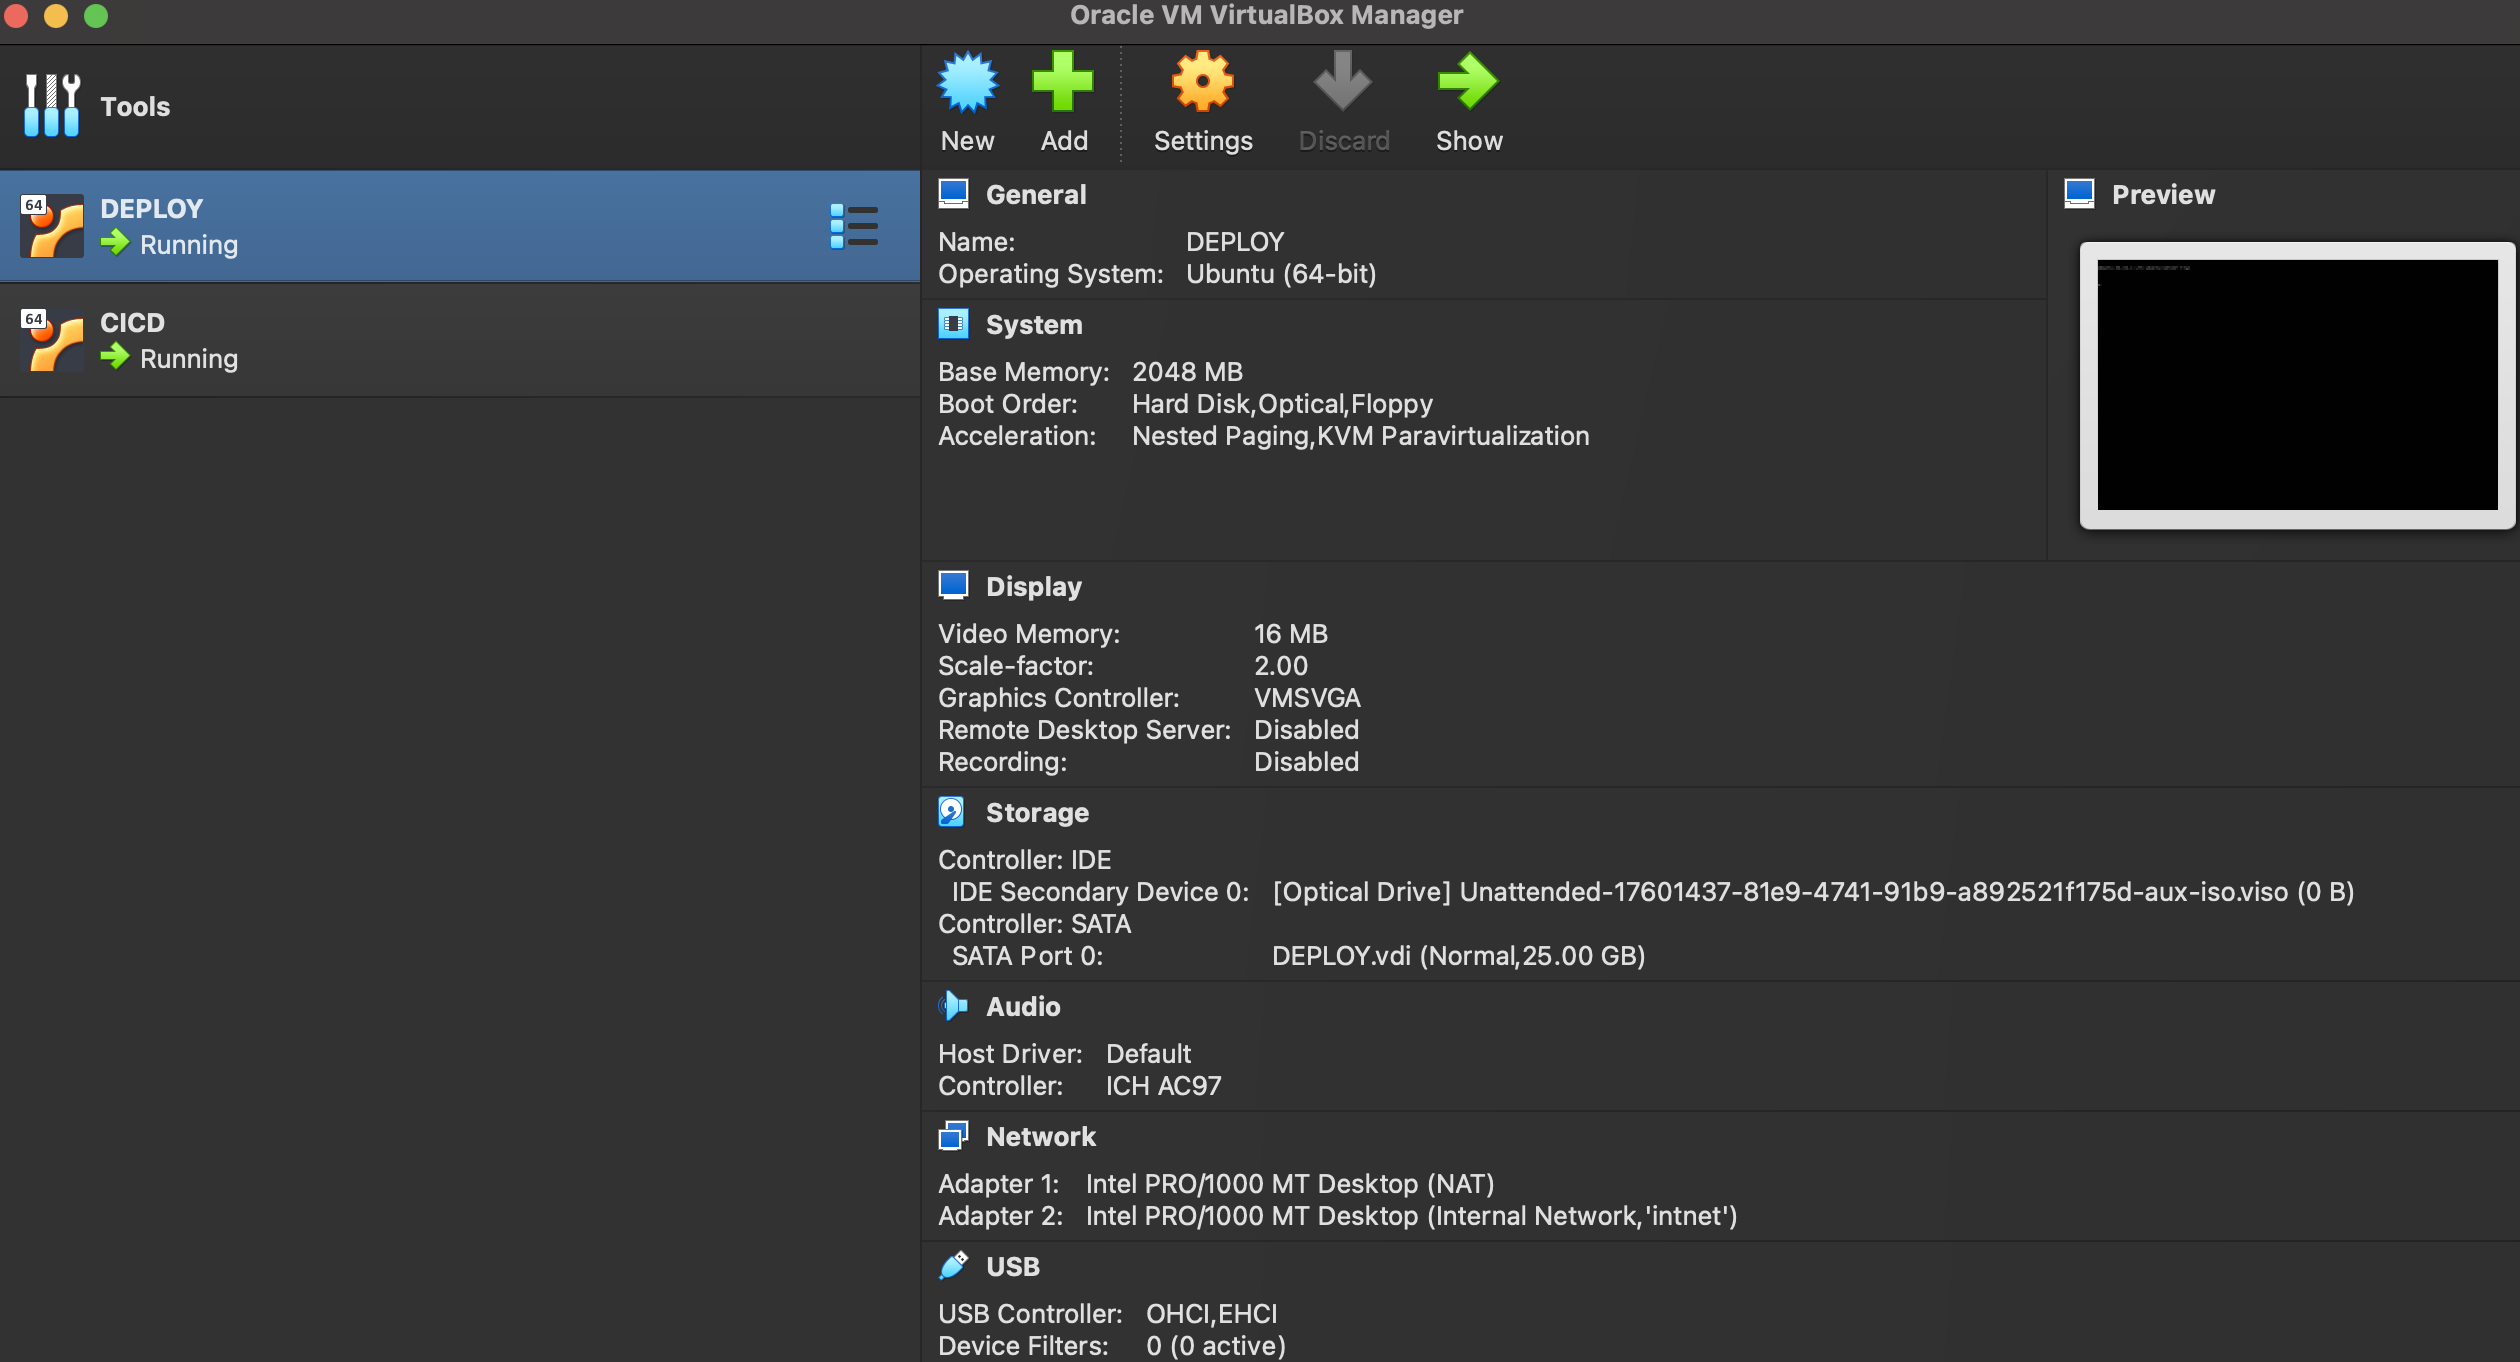 Oracle VM VirtualBox Manager
Tools
New
Add
Settings
Discard
Show
64
DEPLOY
Running
64
CICD
Running
General
Name: DEPLOY
Operating System: Ubuntu (64-bit)
Preview
System
Base Memory: 2048 MB
Boot Order: Hard Disk,Optical,Floppy
Acceleration: Nested Paging,KVM Paravirtualization
Display
Video Memory: 16 MB
Scale-factor: 2.00
Graphics Controller: VMSVGA
Remote Desktop Server: Disabled
Recording: Disabled
Storage
Controller: IDE
IDE Secondary Device 0: [Optical Drive] Unattended-17601437-81e9-4741-91b9-a892521f175d-aux-iso.viso (0 B)
Controller: SATA
SATA Port 0: DEPLOY.vdi (Normal,25.00 GB)
Audio
Host Driver: Default
Controller: ICH AC97
Network
Adapter 1: Intel PRO/1000 MT Desktop (NAT)
Adapter 2: Intel PRO/1000 MT Desktop (Internal Network,'intnet')
USB
USB Controller: OHCI,EHCI
Device Filters: 0 (0 active)